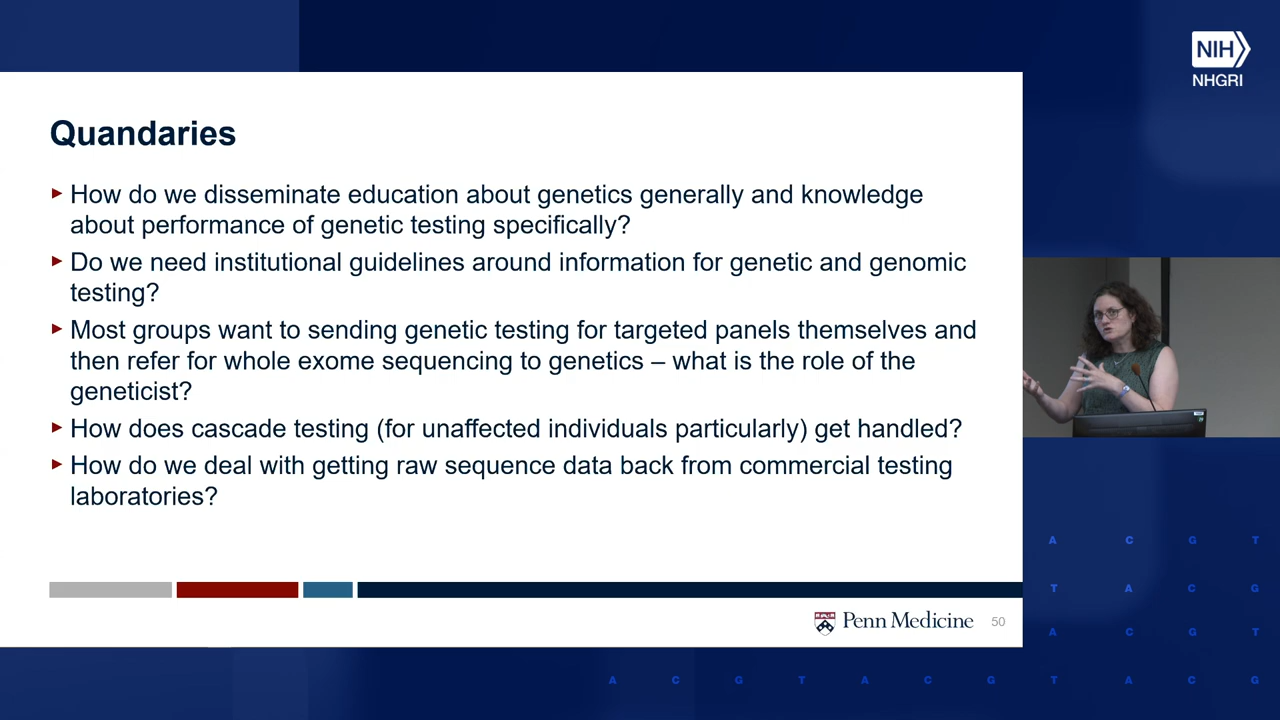 NIH
NHGRI
Quandaries
How do we disseminate education about genetics generally and knowledge
about performance of genetic testing specifically?
Do we need institutional guidelines around information for genetic and genomic
testing?
Most groups want to sending genetic testing for targeted panels themselves and
then refer for whole exome sequencing to genetics – what is the role of the
geneticist?
How does cascade testing (for unaffected individuals particularly) get handled?
How do we deal with getting raw sequence data back from commercial testing
laboratories?
Penn Medicine 50
A C G T
T A C G
A C G T
A C G T A C G T A C G